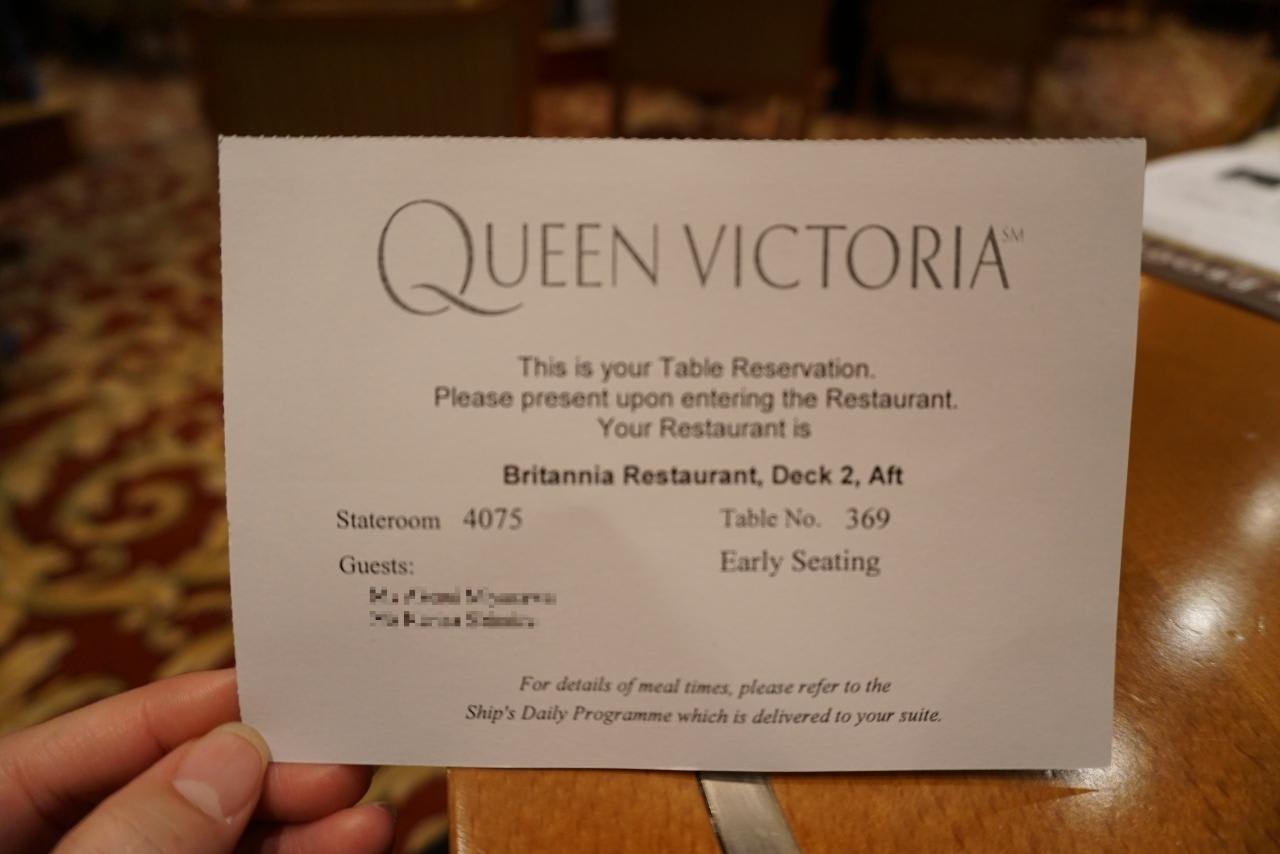 QUEEN VICTORIA℠
This is your Table Reservation.
Please present upon entering the Restaurant.
Your Restaurant is
Britannia Restaurant, Deck 2, Aft
Stateroom 4075 Table No. 369
Guests: Early Seating
For details of meal times, please refer to the
Ship's Daily Programme which is delivered to your suite.